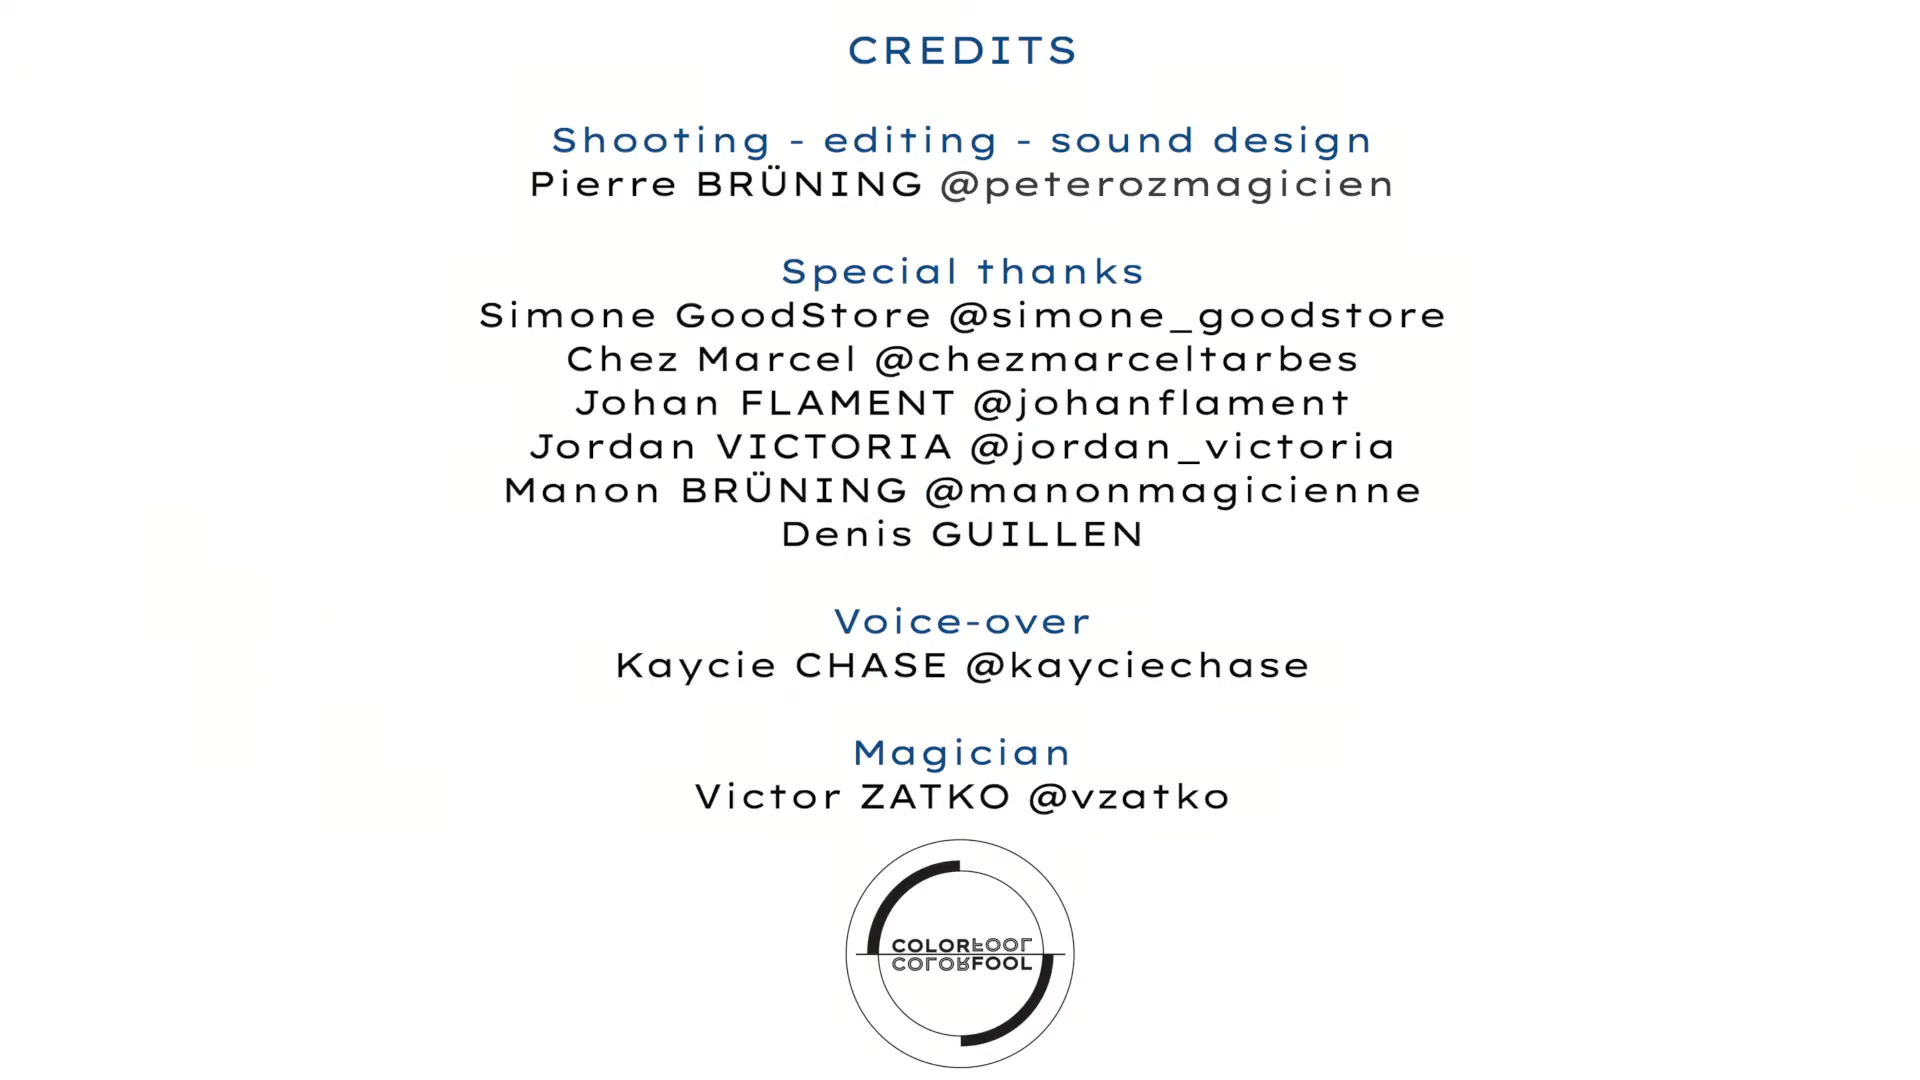 CREDITS
Shooting - editing - sound design
Pierre BRÜNING @peterozmagicien
Special thanks
Simone GoodStore @simone_goodstore
Chez Marcel @chezmarceltarbes
Johan FLAMENT @johanflament
Jordan VICTORIA @jordan_victoria
Manon BRÜNING @manonmagicienne
Denis GUILLEN
Voice-over
Kaycie CHASE @kayciechase
Magician
Victor ZATKO @vzatko
COLORFOOL
COLORFOOL